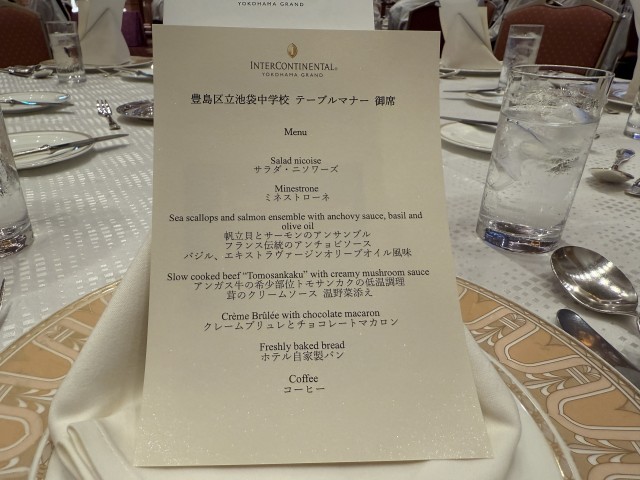 YOKOHAMA GRAND
INTERCONTINENTAL®
YOKOHAMA GRAND
豊島区立池袋中学校 テーブルマナー 御席
Menu
Salad nicoise
サラダ・ニソワーズ
Minestrone
ミネストローネ
Sea scallops and salmon ensemble with anchovy sauce, basil and
olive oil
帆立貝とサーモンのアンサンブル
フランス伝統のアンチョビソース
バジル、エキストラヴァージンオリーブオイル風味
Slow cooked beef “Tomosankaku” with creamy mushroom sauce
アンガス牛の希少部位トモサンカクの低温調理
茸のクリームソース 温野菜添え
Crème Brûlée with chocolate macaron
クレームブリュレとチョコレートマカロン
Freshly baked bread
ホテル自家製パン
Coffee
コーヒー